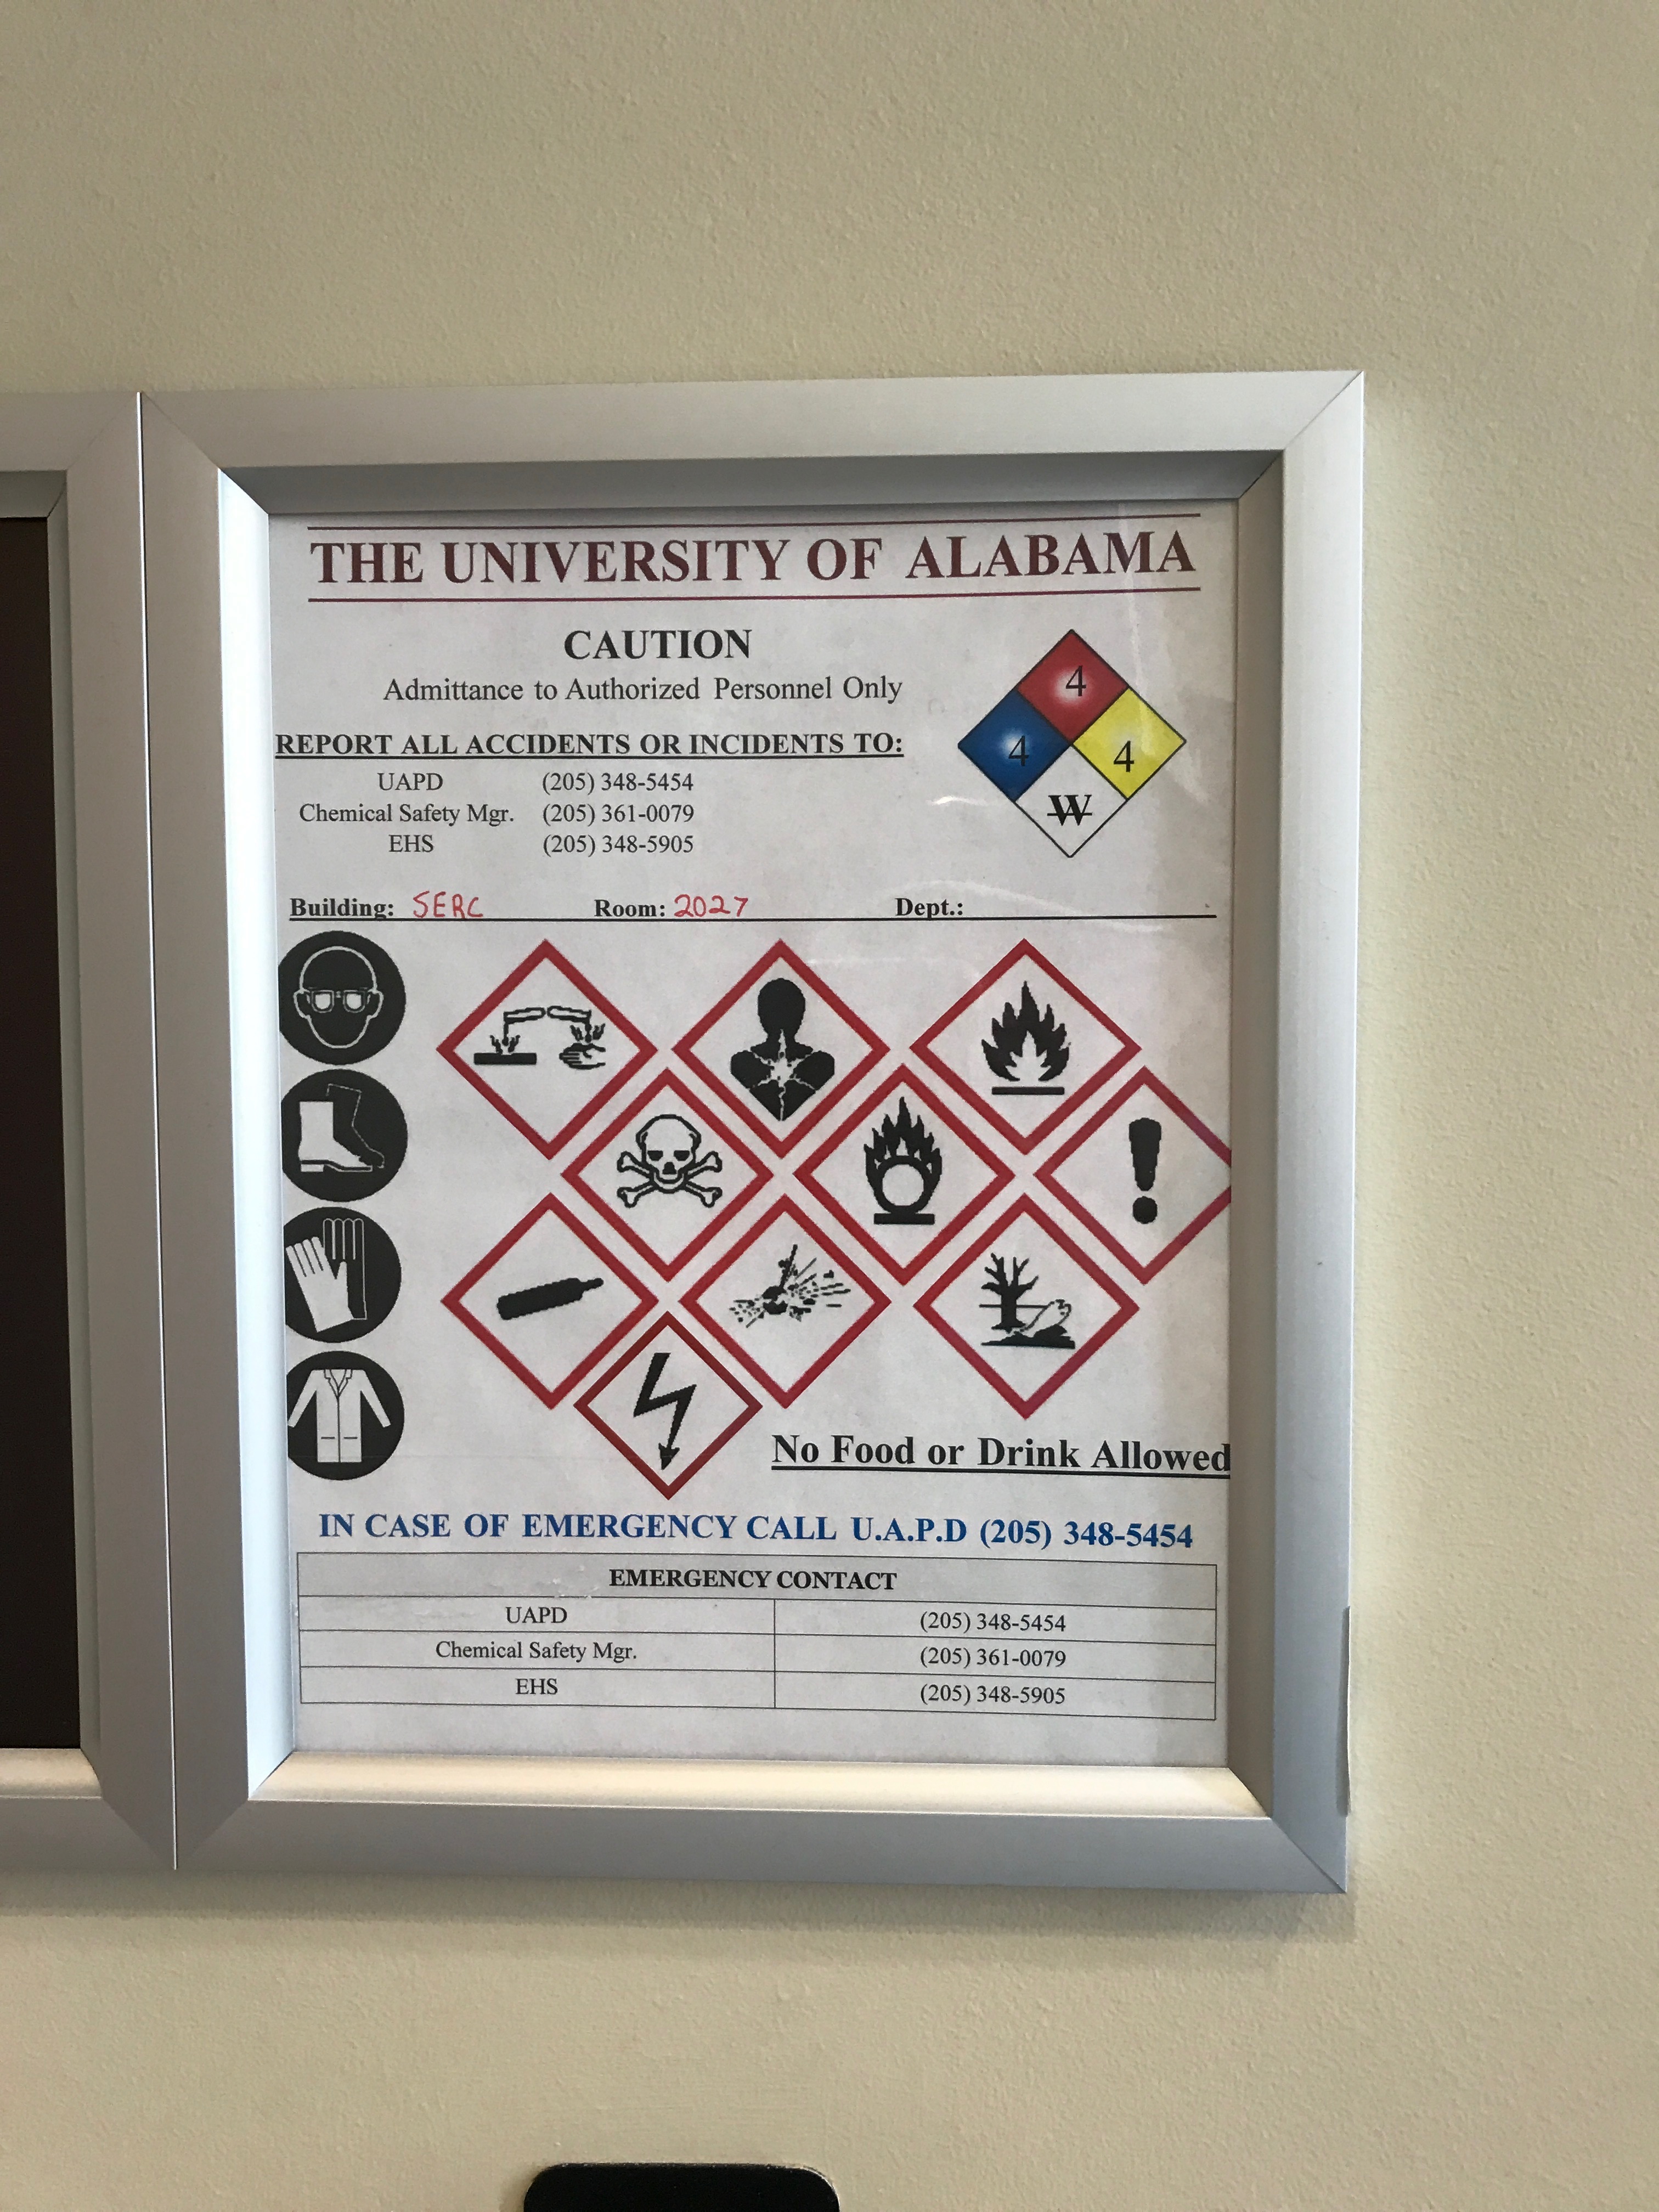 THE UNIVERSITY OF ALABAMA
CAUTION
Admittance to Authorized Personnel Only
REPORT ALL ACCIDENTS OR INCIDENTS TO:
UAPD (205) 348-5454
Chemical Safety Mgr. (205) 361-0079
EHS (205) 348-5905
4
4 4
W
Building: SERC Room: 2027 Dept.:
No Food or Drink Allowed
IN CASE OF EMERGENCY CALL U.A.P.D (205) 348-5454
EMERGENCY CONTACT
UAPD (205) 348-5454
Chemical Safety Mgr. (205) 361-0079
EHS (205) 348-5905